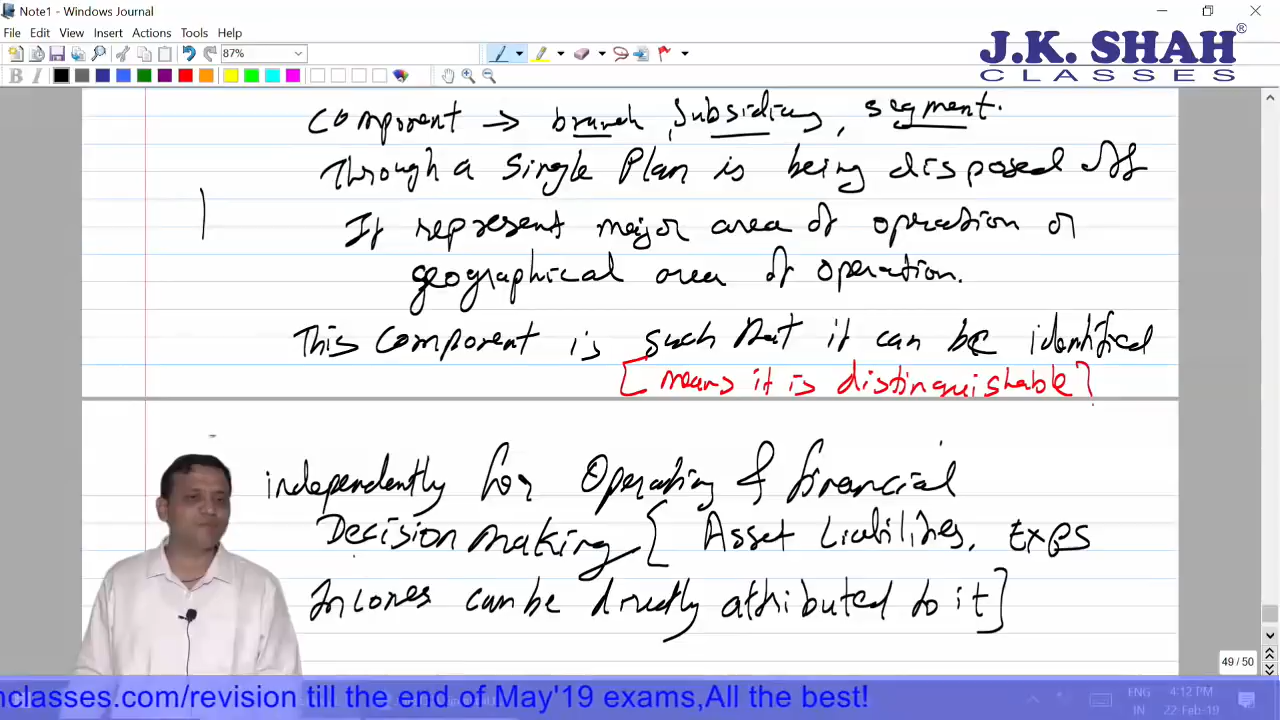 Note1 - Windows Journal
File Edit View Insert Actions Tools Help
87%
J.K. SHAH®
CLASSES
Component → branch, Subsidiary, segment.
Through a Single Plan is being disposed off
It represent major area of operation or
geographical area of operation.
This Component is such that it can be identified
[means it is distinguishable]
independently for Operating & financial
Decision making [Asset Liabilities, Exps
Incomes can be directly attributed to it]
49 / 50
nclasses.com/revision till the end of May'19 exams,All the best!
ENG
IN
4:12 PM
22-Feb-19